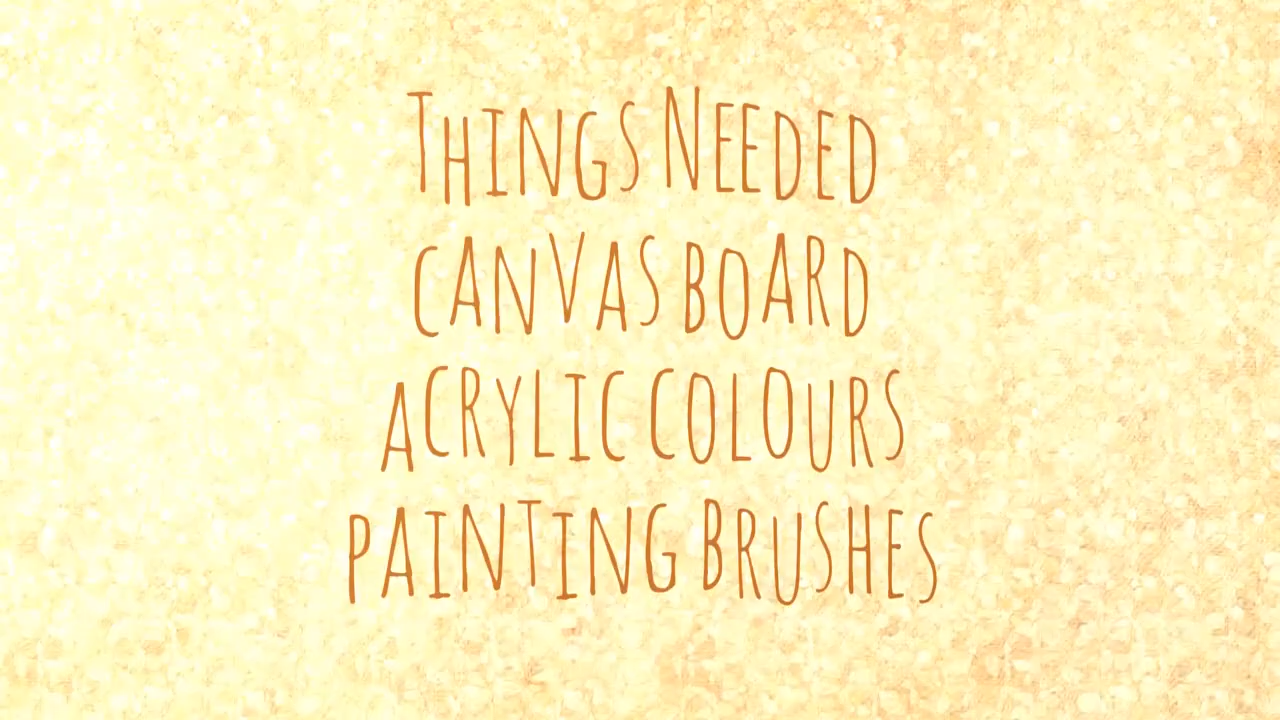 Things Needed
canvas board
acrylic colours
painting brushes